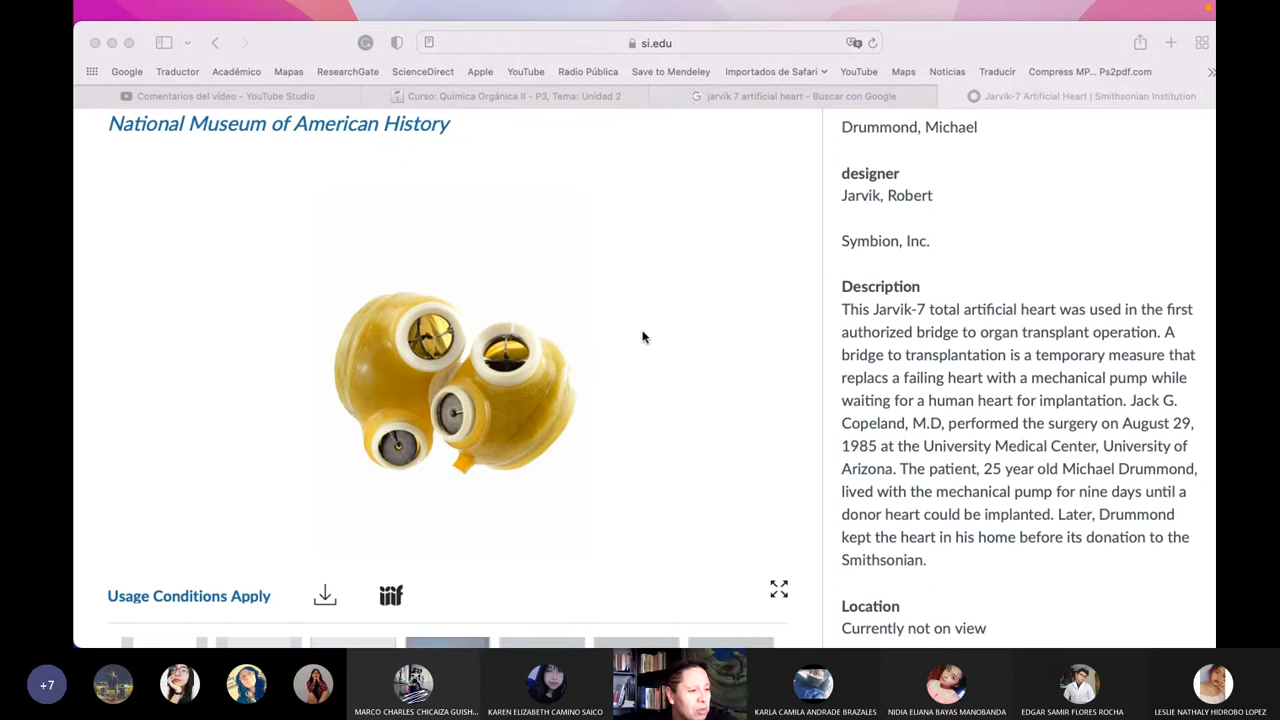 si.edu
Google Traductor Académico Mapas ResearchGate ScienceDirect Apple YouTube Radio Pública Save to Mendeley Importados de Safari YouTube Maps Noticias Traducir Compress MP... Ps2pdf.com
Comentarios del vídeo - YouTube Studio
Curso: Química Orgánica II - P3, Tema: Unidad 2
jarvik 7 artificial heart - Buscar con Google
Jarvik-7 Artificial Heart | Smithsonian Institution
National Museum of American History
Usage Conditions Apply
iiif
Drummond, Michael
designer
Jarvik, Robert
Symbion, Inc.
Description
This Jarvik-7 total artificial heart was used in the first
authorized bridge to organ transplant operation. A
bridge to transplantation is a temporary measure that
replacs a failing heart with a mechanical pump while
waiting for a human heart for implantation. Jack G.
Copeland, M.D, performed the surgery on August 29,
1985 at the University Medical Center, University of
Arizona. The patient, 25 year old Michael Drummond,
lived with the mechanical pump for nine days until a
donor heart could be implanted. Later, Drummond
kept the heart in his home before its donation to the
Smithsonian.
Location
Currently not on view
+7
MARCO CHARLES CHICAIZA GUISH...
KAREN ELIZABETH CAMINO SAICO
KARLA CAMILA ANDRADE BRAZALES
NIDIA ELIANA BAYAS MANOBANDA
EDGAR SAMIR FLORES ROCHA
LESLIE NATHALY HIDROBO LOPEZ